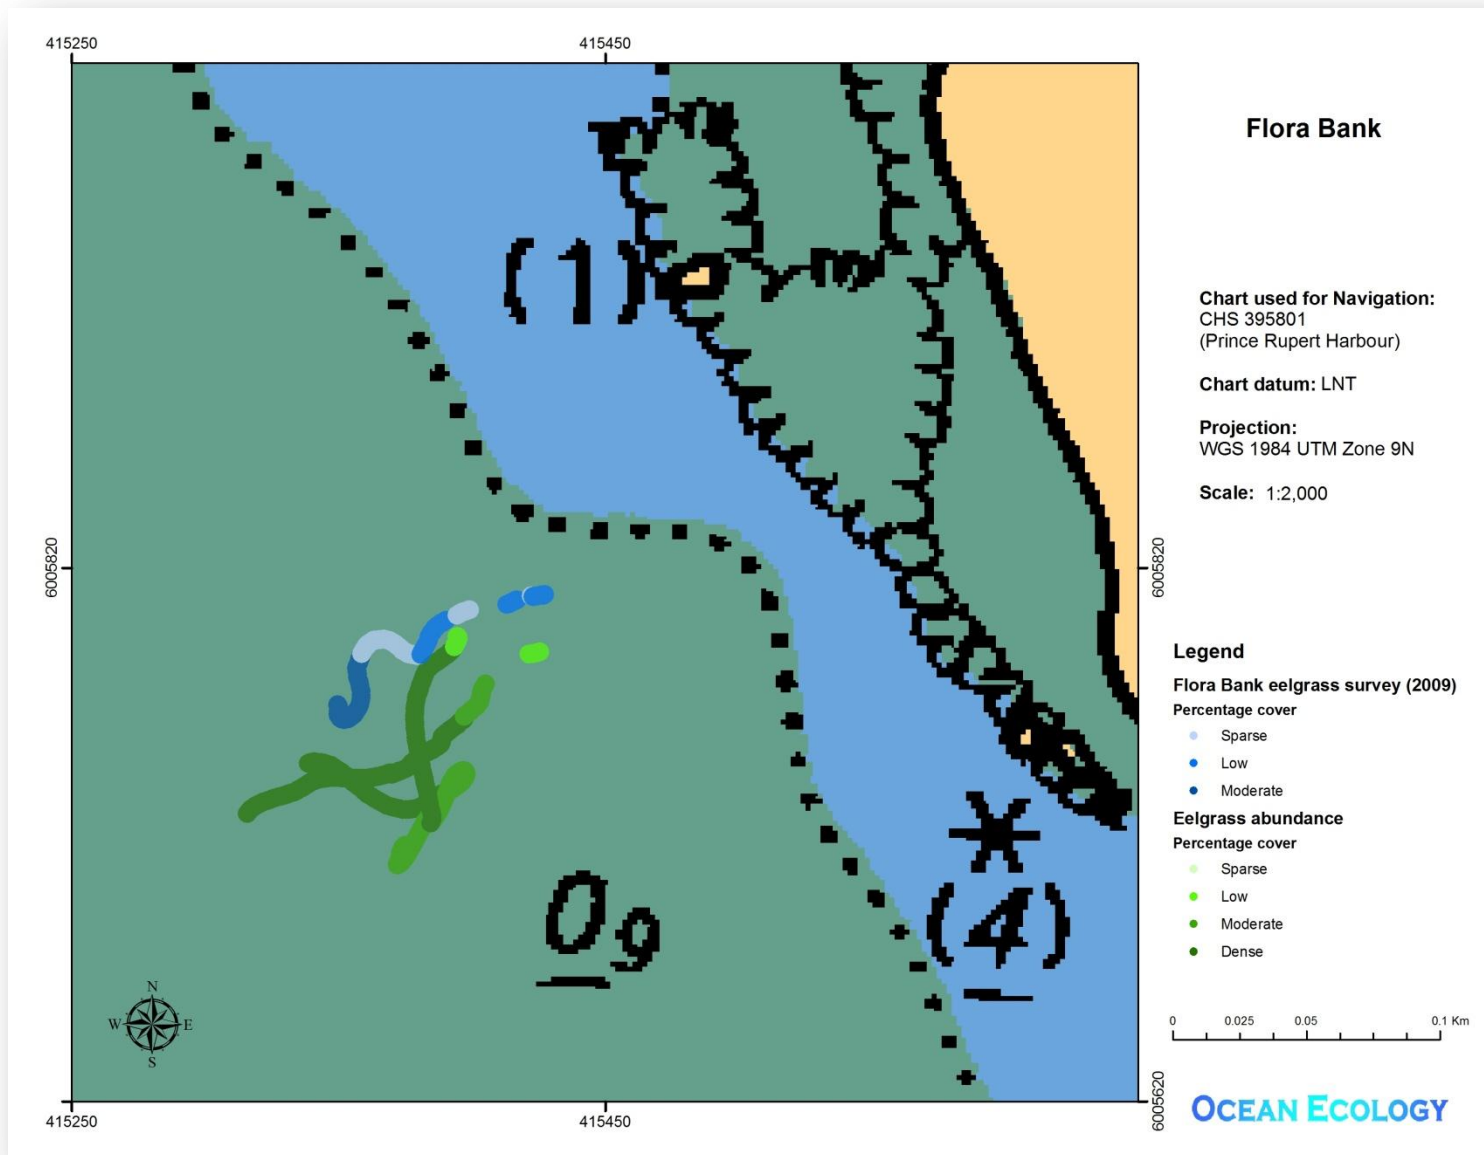 415250
415450
Flora Bank
(1)
Chart used for Navigation:
CHS 395801
(Prince Rupert Harbour)
Chart datum: LNT
Projection:
WGS 1984 UTM Zone 9N
Scale: 1:2,000
6005820
6005820
Legend
Flora Bank eelgrass survey (2009)
Percentage cover
Sparse
Low
Moderate
Eelgrass abundance
Percentage cover
Sparse
Low
Moderate
Dense
(4)
09
N
W E
S
0 0.025 0.05 0.1 Km
6005620
OCEAN ECOLOGY
415250
415450